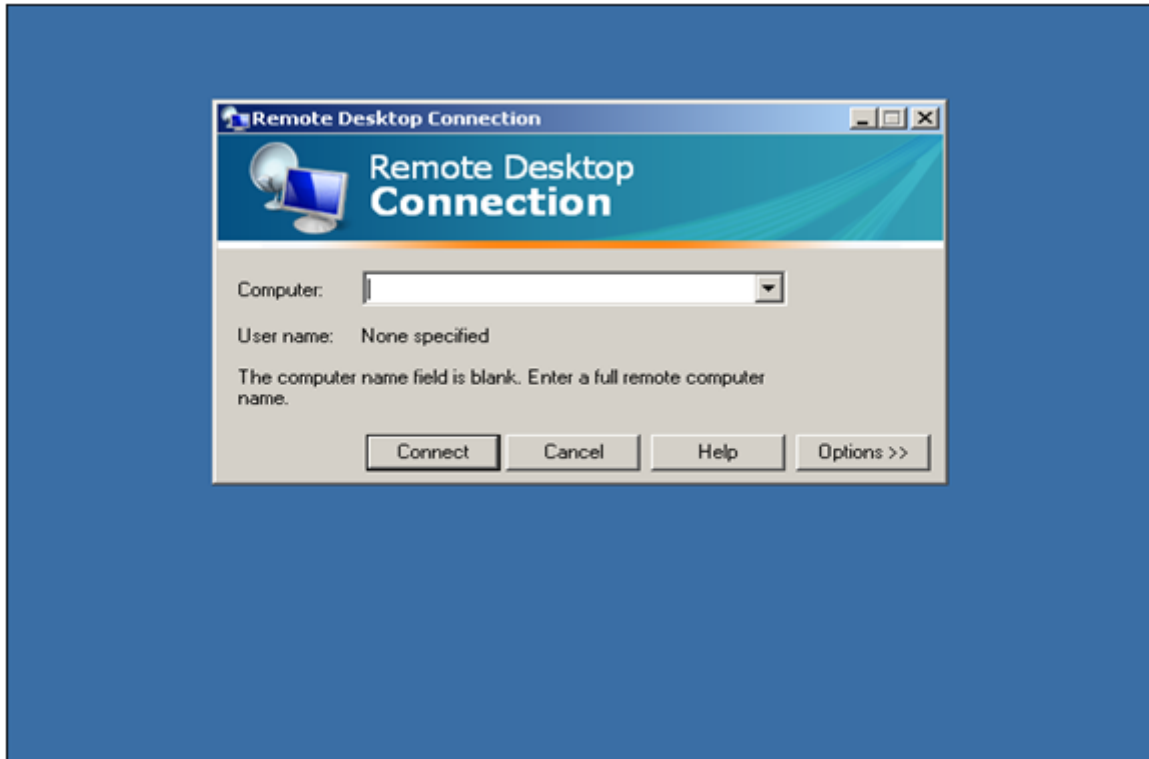 Remote Desktop Connection
Remote Desktop
Connection
Computer:
User name: None specified
The computer name field is blank. Enter a full remote computer
name.
Connect Cancel Help Options >>